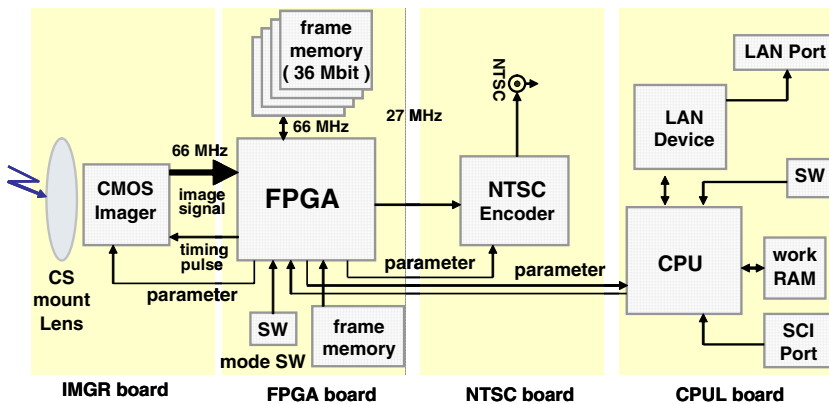 frame
memory
( 36 Mbit )
66 MHz
27 MHz
NTSC
LAN Port
LAN
Device
66 MHz
CMOS
Imager
image
signal
FPGA
NTSC
Encoder
SW
timing
pulse
CPU
work
RAM
CS
mount
Lens
parameter
parameter
parameter
SW
mode SW
frame
memory
SCI
Port
IMGR board
FPGA board
NTSC board
CPUL board